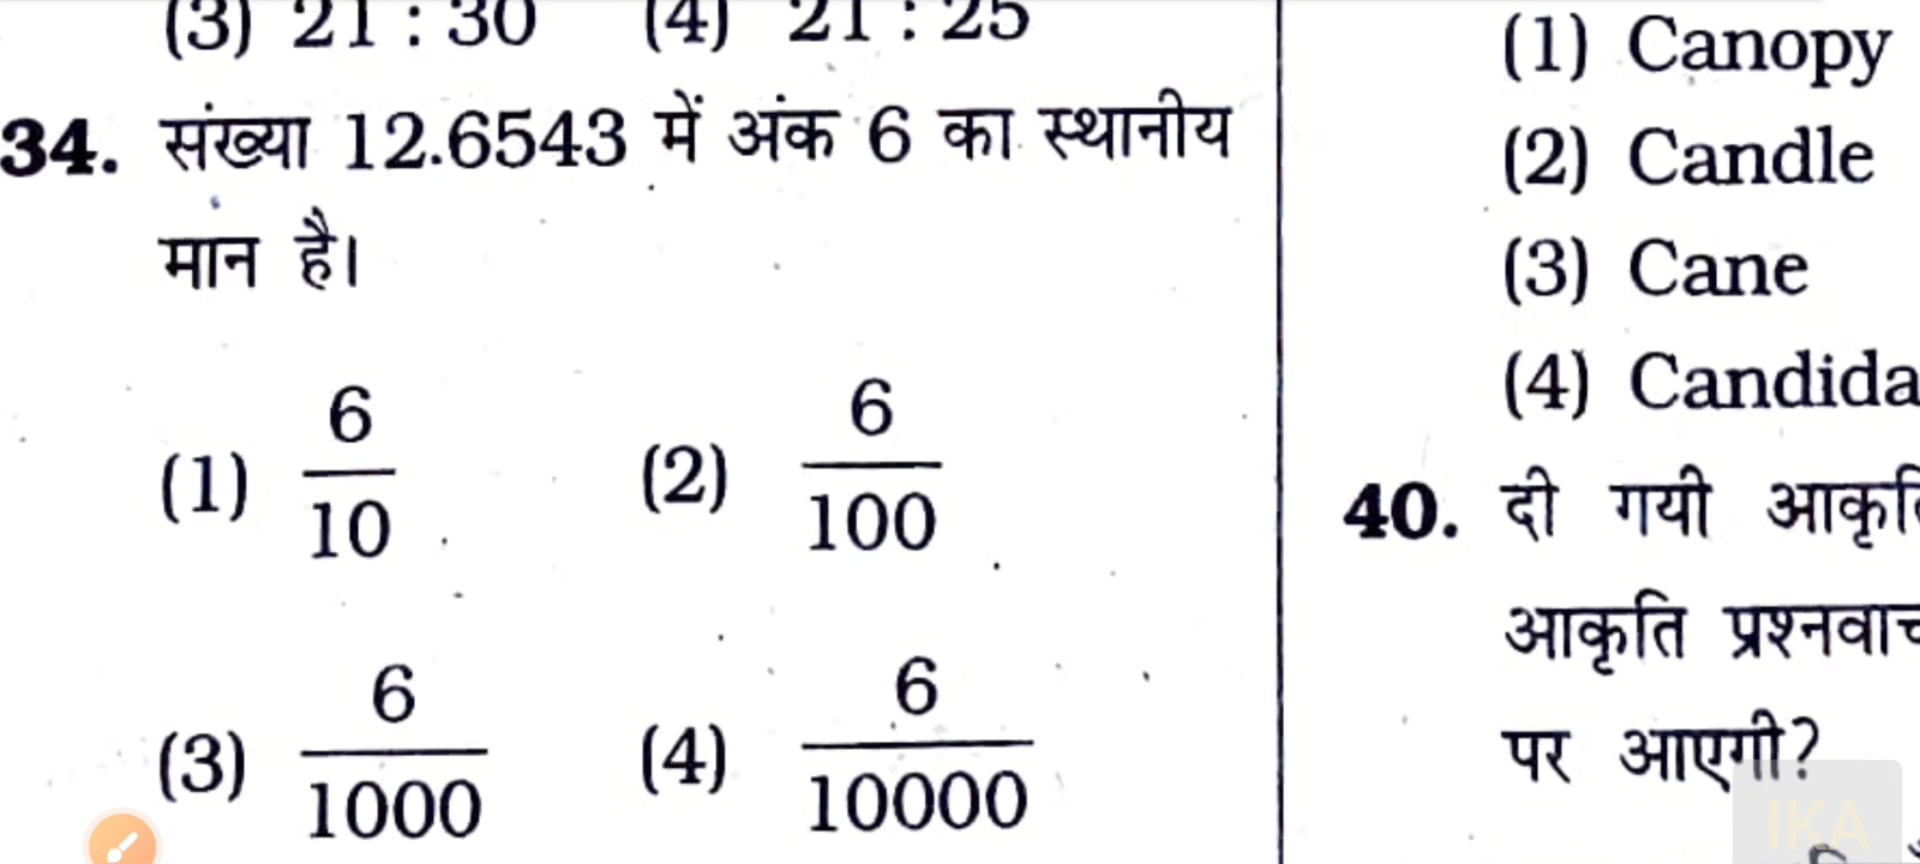 (3) 21 : 30 (4) 21 : 25
34. संख्या 12.6543 में अंक 6 का स्थानीय
मान है।
(1) 6/10 (2) 6/100
(3) 6/1000 (4) 6/10000
(1) Canopy
(2) Candle
(3) Cane
(4) Candida
40. दी गयी
आकृति
पर आएगी?
IKA